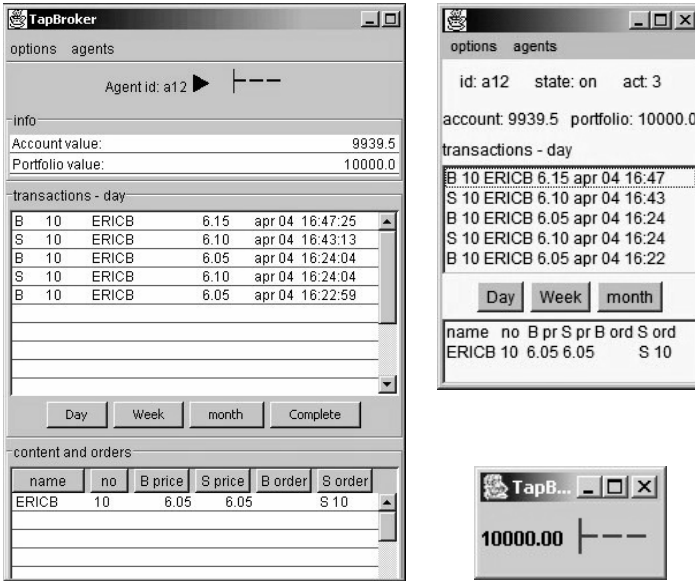 TapBroker
options agents
Agent id: a12
info
Account value: 9939.5
Portfolio value: 10000.0
transactions - day
B 10 ERICB 6.15 apr 04 16:47:25
S 10 ERICB 6.10 apr 04 16:43:13
B 10 ERICB 6.05 apr 04 16:24:04
S 10 ERICB 6.10 apr 04 16:24:04
B 10 ERICB 6.05 apr 04 16:22:59
Day Week month Complete
content and orders
name no B price S price B order S order
ERICB 10 6.05 6.05 S 10
options agents
id: a12 state: on act: 3
account: 9939.5 portfolio: 10000.0
transactions - day
B 10 ERICB 6.15 apr 04 16:47
S 10 ERICB 6.10 apr 04 16:43
B 10 ERICB 6.05 apr 04 16:24
S 10 ERICB 6.10 apr 04 16:24
B 10 ERICB 6.05 apr 04 16:22
Day Week month
name no B pr S pr B ord S ord
ERICB 10 6.05 6.05 S 10
TapB...
10000.00